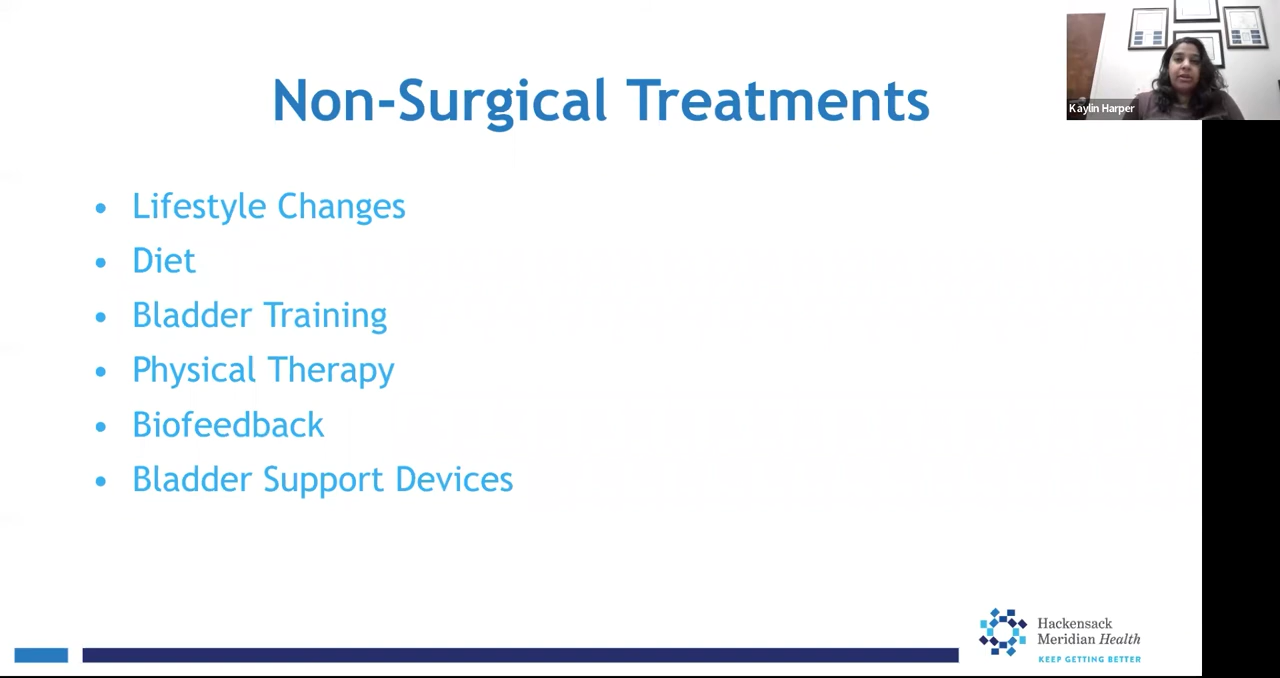 Non-Surgical Treatments
Kaylin Harper
• Lifestyle Changes
• Diet
• Bladder Training
• Physical Therapy
• Biofeedback
• Bladder Support Devices
Hackensack
Meridian Health
KEEP GETTING BETTER